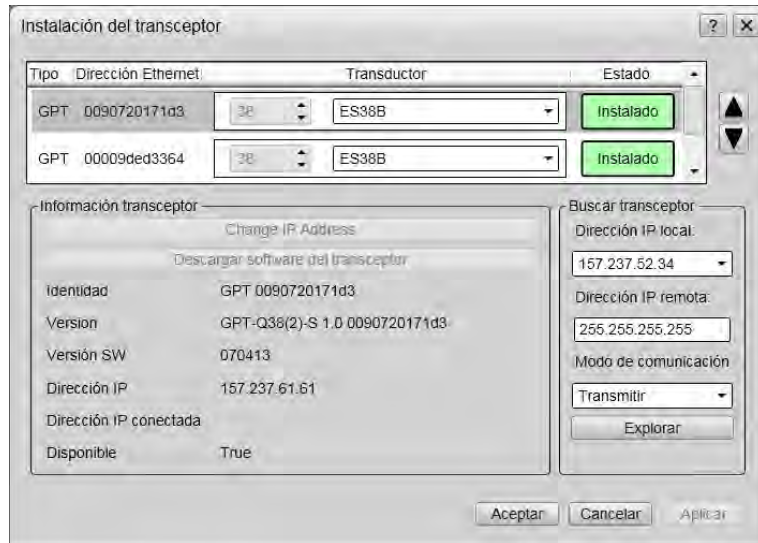 Instalación del transceptor
? X
Tipo Dirección Ethernet Transductor Estado
GPT 0090720171d3 38 ES38B Instalado
GPT 00009ded3364 38 ES38B Instalado
Información transceptor
Change IP Address
Descargar software del transceptor
Identidad GPT 0090720171d3
Version GPT-Q38(2)-S 1.0 0090720171d3
Versión SW 070413
Dirección IP 157.237.61.61
Dirección IP conectada
Disponible True
Buscar transceptor
Dirección IP local:
157.237.52.34
Dirección IP remota:
255.255.255.255
Modo de comunicación
Transmitir
Explorar
Aceptar Cancelar Aplicar